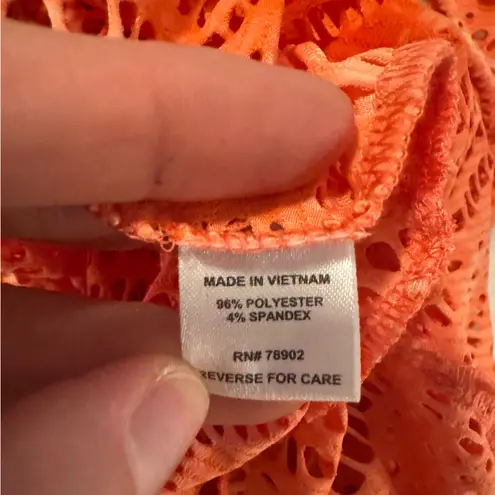 MADE IN VIETNAM
96% POLYESTER
4% SPANDEX
RN# 78902
REVERSE FOR CARE